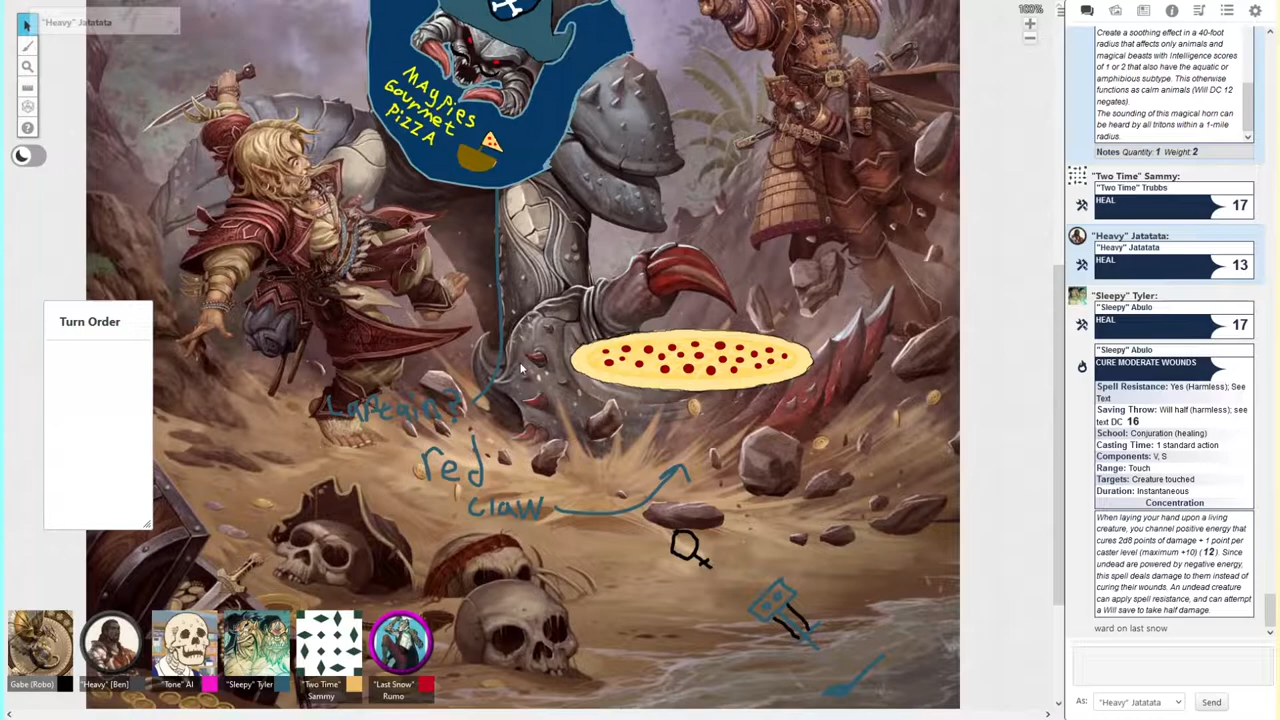 "Heavy" Jatatata
100%
MAypies
Gourmet
PizzA
Turn Order
captain?
red
claw
Gabe (Robo)
"Heavy" [Ben]
"Tone" Al
"Sleepy" Tyler
"Two Time"
Sammy
"Last Snow"
Rumo
Create a soothing effect in a 40-foot
radius that affects only animals and
magical beasts with Intelligence scores
of 1 or 2 that also have the aquatic or
amphibious subtype. This otherwise
functions as calm animals (Will DC 12
negates).
The sounding of this magical horn can
be heard by all tritons within a 1-mile
radius.
Notes Quantity: 1 Weight: 2
"Two Time" Sammy:
"Two Time" Trubbs
HEAL
17
"Heavy" Jatatata:
"Heavy" Jatatata
HEAL
13
"Sleepy" Tyler:
"Sleepy" Abulo
HEAL
17
"Sleepy" Abulo
CURE MODERATE WOUNDS
Spell Resistance: Yes (Harmless); See
Text
Saving Throw: Will half (harmless); see
text DC 16
School: Conjuration (healing)
Casting Time: 1 standard action
Components: V, S
Range: Touch
Targets: Creature touched
Duration: Instantaneous
Concentration
When laying your hand upon a living
creature, you channel positive energy that
cures 2d8 points of damage + 1 point per
caster level (maximum +10) (12). Since
undead are powered by negative energy,
this spell deals damage to them instead of
curing their wounds. An undead creature
can apply spell resistance, and can attempt
a Will save to take half damage.
ward on last snow
As:
"Heavy" Jatatata
Send